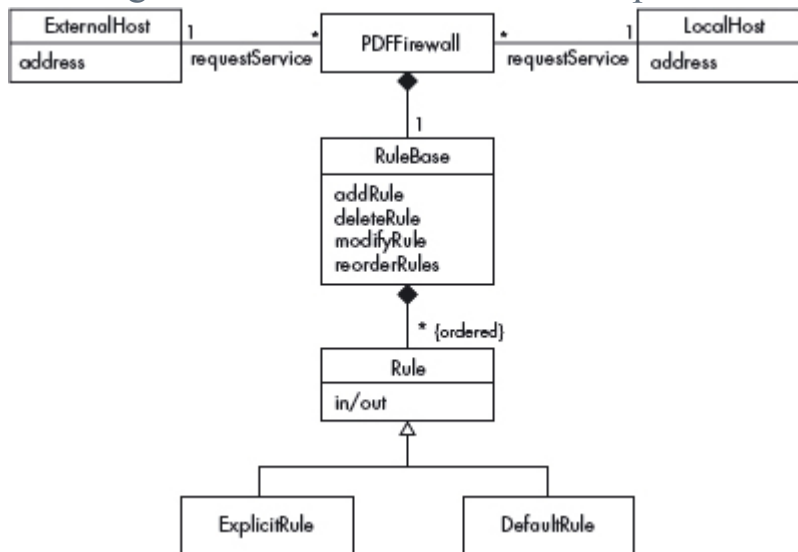 ExternalHost
address
1
*
requestService
PDFFirewall
*
1
requestService
LocalHost
address
1
RuleBase
addRule
deleteRule
modifyRule
reorderRules
* {ordered}
Rule
in/out
ExplicitRule
DefaultRule